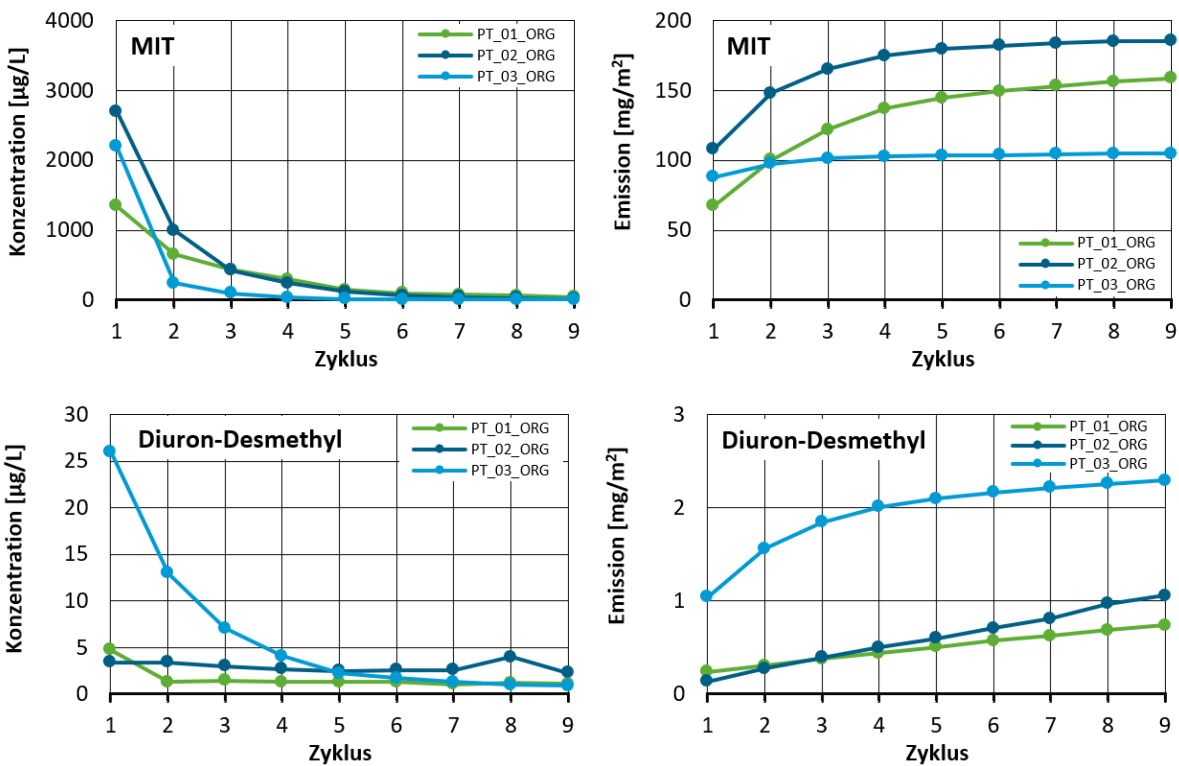 MIT
PT_01_ORG
PT_02_ORG
PT_03_ORG
Konzentration [µg/L]
4000
3000
2000
1000
0
1 2 3 4 5 6 7 8 9
Zyklus
MIT
Emission [mg/m²]
200
150
100
50
0
PT_01_ORG
PT_02_ORG
PT_03_ORG
1 2 3 4 5 6 7 8 9
Zyklus
Diuron-Desmethyl
PT_01_ORG
PT_02_ORG
PT_03_ORG
Konzentration [µg/L]
30
25
20
15
10
5
0
1 2 3 4 5 6 7 8 9
Zyklus
Diuron-Desmethyl
PT_01_ORG
PT_02_ORG
PT_03_ORG
Emission [mg/m²]
3
2
1
0
1 2 3 4 5 6 7 8 9
Zyklus